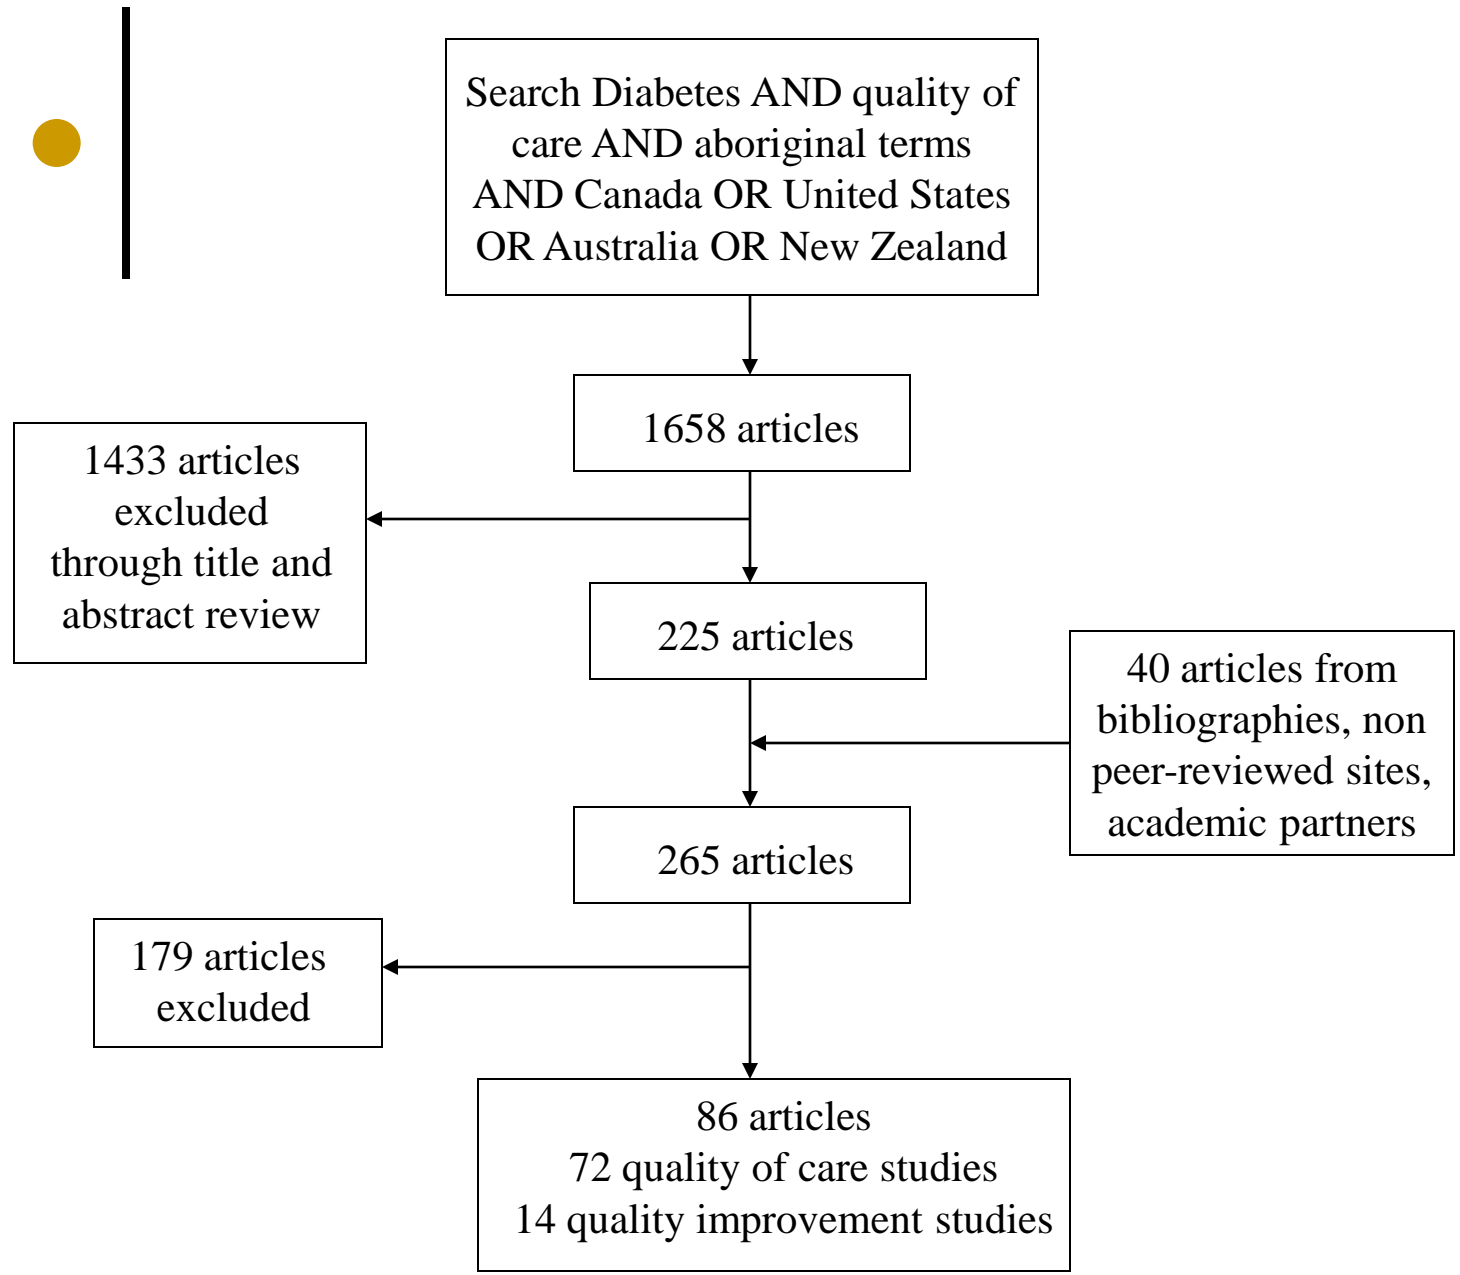 Search Diabetes AND quality of
care AND aboriginal terms
AND Canada OR United States
OR Australia OR New Zealand
1658 articles
1433 articles
excluded
through title and
abstract review
225 articles
40 articles from
bibliographies, non
peer-reviewed sites,
academic partners
265 articles
179 articles
excluded
86 articles
72 quality of care studies
14 quality improvement studies